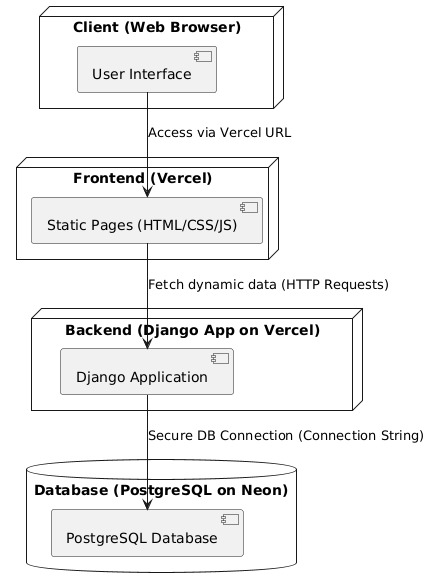 Client (Web Browser)
User Interface
Access via Vercel URL
Frontend (Vercel)
Static Pages (HTML/CSS/JS)
Fetch dynamic data (HTTP Requests)
Backend (Django App on Vercel)
Django Application
Secure DB Connection (Connection String)
Database (PostgreSQL on Neon)
PostgreSQL Database